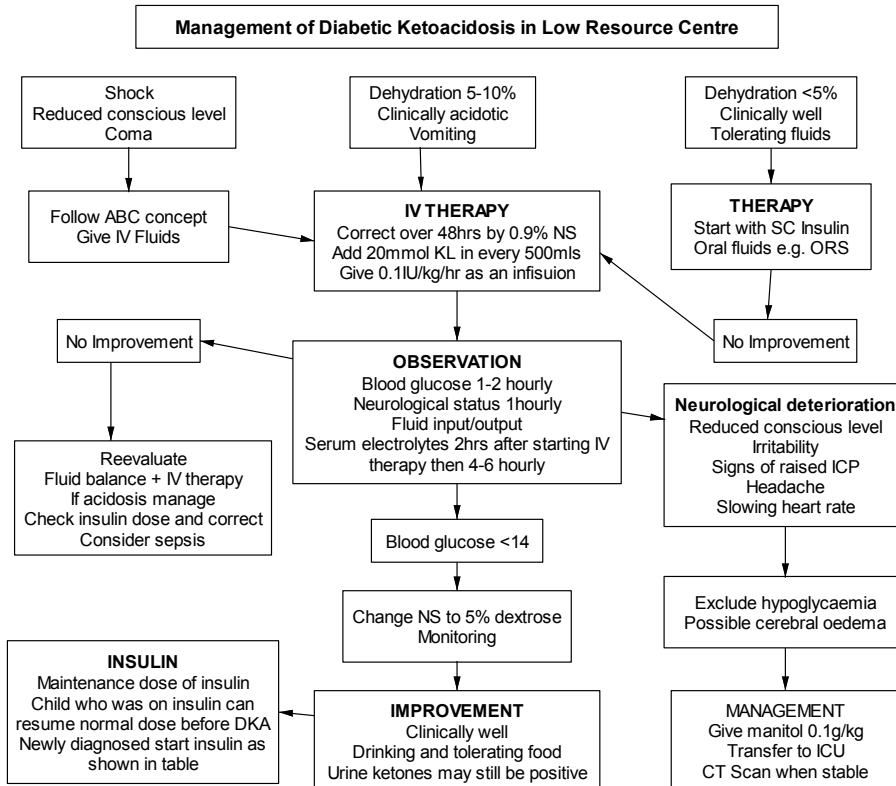 Management of Diabetic Ketoacidosis in Low Resource Centre
Shock
Reduced conscious level
Coma
Dehydration 5-10%
Clinically acidotic
Vomiting
Dehydration <5%
Clinically well
Tolerating fluids
Follow ABC concept
Give IV Fluids
IV THERAPY
Correct over 48hrs by 0.9% NS
Add 20mmol KL in every 500mls
Give 0.1IU/kg/hr as an infisuion
THERAPY
Start with SC Insulin
Oral fluids e.g. ORS
No Improvement
No Improvement
OBSERVATION
Blood glucose 1-2 hourly
Neurological status 1hourly
Fluid input/output
Serum electrolytes 2hrs after starting IV
therapy then 4-6 hourly
Neurological deterioration
Reduced conscious level
Irritability
Signs of raised ICP
Headache
Slowing heart rate
Reevaluate
Fluid balance + IV therapy
If acidosis manage
Check insulin dose and correct
Consider sepsis
Blood glucose <14
Change NS to 5% dextrose
Monitoring
Exclude hypoglycaemia
Possible cerebral oedema
INSULIN
Maintenance dose of insulin
Child who was on insulin can
resume normal dose before DKA
Newly diagnosed start insulin as
shown in table
IMPROVEMENT
Clinically well
Drinking and tolerating food
Urine ketones may still be positive
MANAGEMENT
Give manitol 0.1g/kg
Transfer to ICU
CT Scan when stable